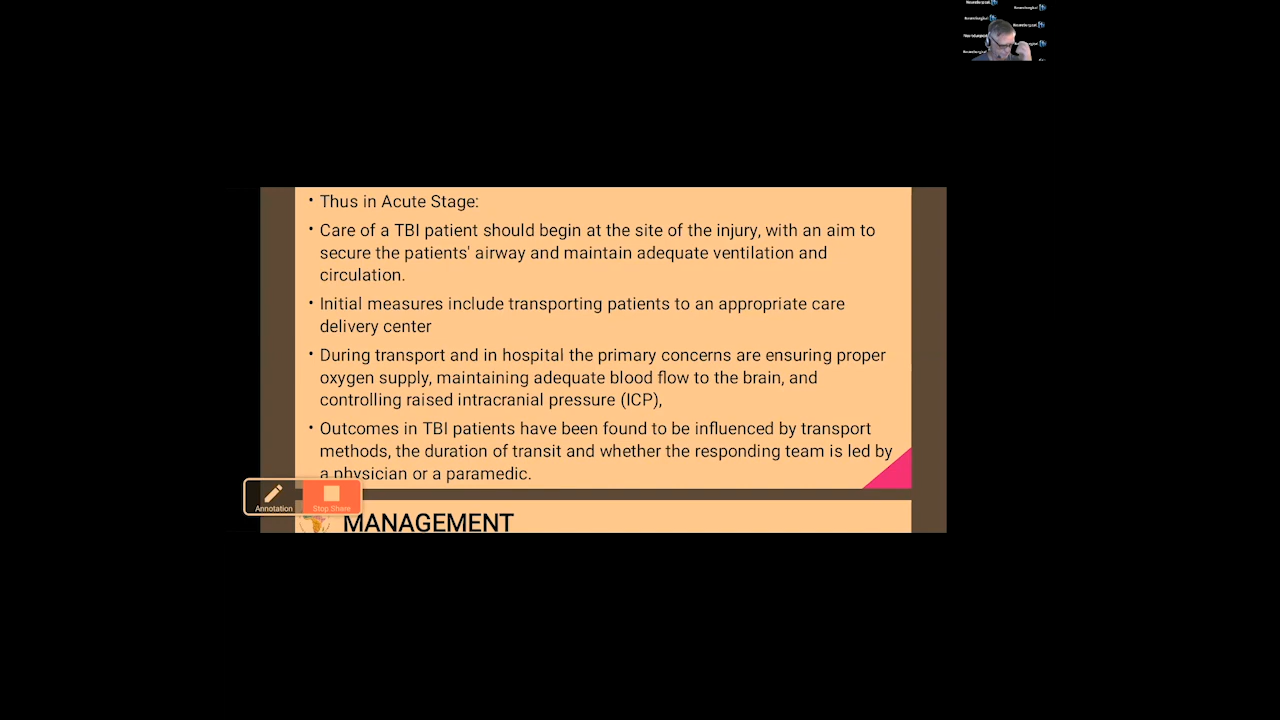 • Thus in Acute Stage:
• Care of a TBI patient should begin at the site of the injury, with an aim to
secure the patients' airway and maintain adequate ventilation and
circulation.
• Initial measures include transporting patients to an appropriate care
delivery center
• During transport and in hospital the primary concerns are ensuring proper
oxygen supply, maintaining adequate blood flow to the brain, and
controlling raised intracranial pressure (ICP),
• Outcomes in TBI patients have been found to be influenced by transport
methods, the duration of transit and whether the responding team is led by
a physician or a paramedic.
Annotation
Stop Share
MANAGEMENT